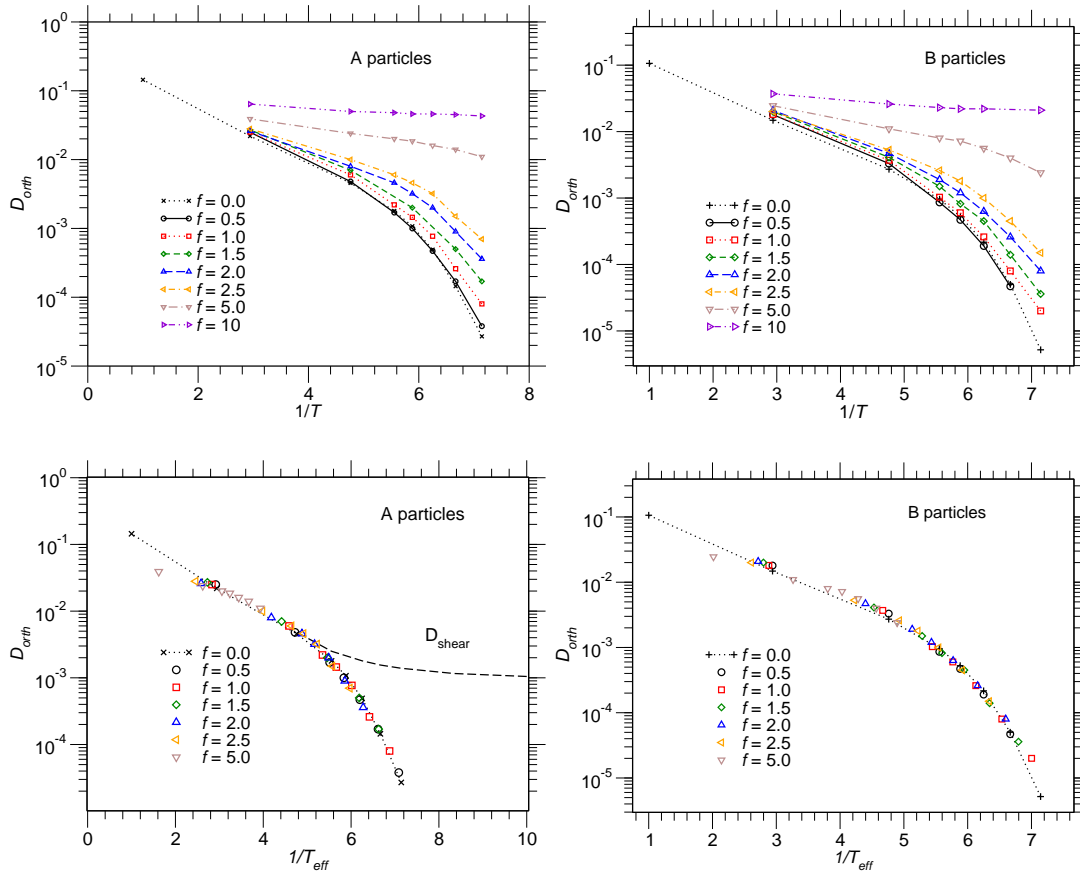 A particles
10^0
10^-1
10^-2
10^-3
10^-4
10^-5
D_orth
f = 0.0
f = 0.5
f = 1.0
f = 1.5
f = 2.0
f = 2.5
f = 5.0
f = 10
0 2 4 6 8
1/T
B particles
10^-1
10^-2
10^-3
10^-4
10^-5
D_orth
f = 0.0
f = 0.5
f = 1.0
f = 1.5
f = 2.0
f = 2.5
f = 5.0
f = 10
1 2 3 4 5 6 7
1/T
A particles
10^0
10^-1
10^-2
10^-3
10^-4
D_orth
D_shear
f = 0.0
f = 0.5
f = 1.0
f = 1.5
f = 2.0
f = 2.5
f = 5.0
0 2 4 6 8 10
1/T_eff
B particles
10^-1
10^-2
10^-3
10^-4
10^-5
D_orth
f = 0.0
f = 0.5
f = 1.0
f = 1.5
f = 2.0
f = 2.5
f = 5.0
1 2 3 4 5 6 7
1/T_eff